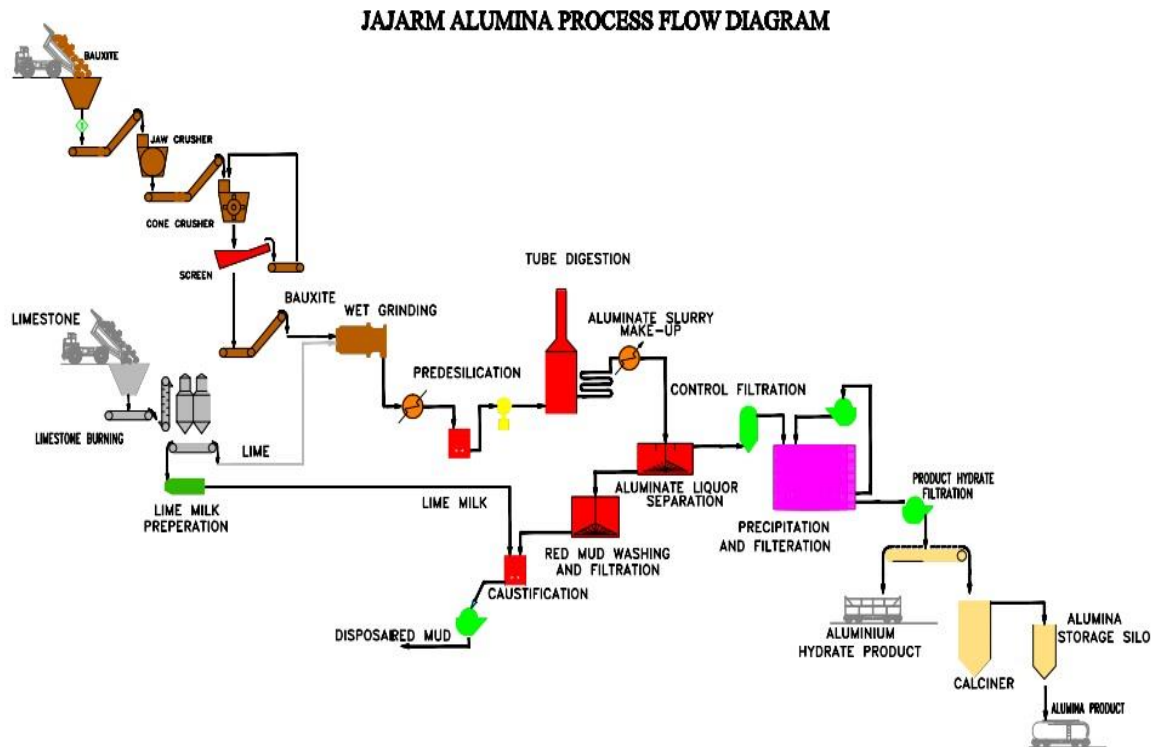 JAJARM ALUMINA PROCESS FLOW DIAGRAM
BAUXITE
JAW CRUSHER
CONE CRUSHER
SCREEN
TUBE DIGESTION
BAUXITE
WET GRINDING
LIMESTONE
ALUMINATE SLURRY
MAKE-UP
PREDESILICATION
CONTROL FILTRATION
LIMESTONE BURNING
LIME
LIME MILK
PREPERATION
LIME MILK
ALUMINATE LIQUOR
SEPARATION
PRODUCT HYDRATE
FILTRATION
PRECIPITATION
AND FILTERATION
RED MUD WASHING
AND FILTRATION
CAUSTIFICATION
DISPOSAL
RED MUD
ALUMINIUM
HYDRATE PRODUCT
ALUMINA
STORAGE SILO
CALCINER
ALUMINA PRODUCT